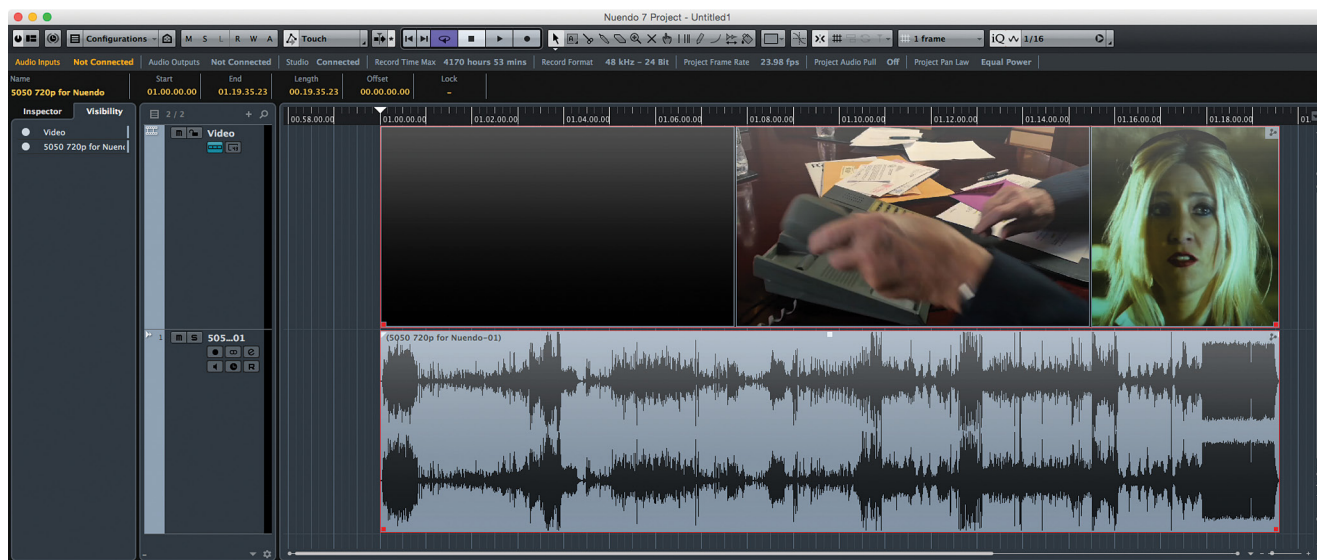 Nuendo 7 Project - Untitled1
Configurations M S L R W A Touch 1 frame iQ 1/16
Audio Inputs Not Connected Audio Outputs Not Connected Studio Connected Record Time Max 4170 hours 53 mins Record Format 48 kHz - 24 Bit Project Frame Rate 23.98 fps Project Audio Pull Off Project Pan Law Equal Power
Name Start End Length Offset Lock
5050 720p for Nuendo 01.00.00.00 01.19.35.23 00.19.35.23 00.00.00.00 –
Inspector Visibility 2 / 2
00.58.00.00 01.00.00.00 01.02.00.00 01.04.00.00 01.06.00.00 01.08.00.00 01.10.00.00 01.12.00.00 01.14.00.00 01.16.00.00 01.18.00.00 01
Video m Video
5050 720p for Nuend
1 m S 505...01 (5050 720p for Nuendo-01)
e
R